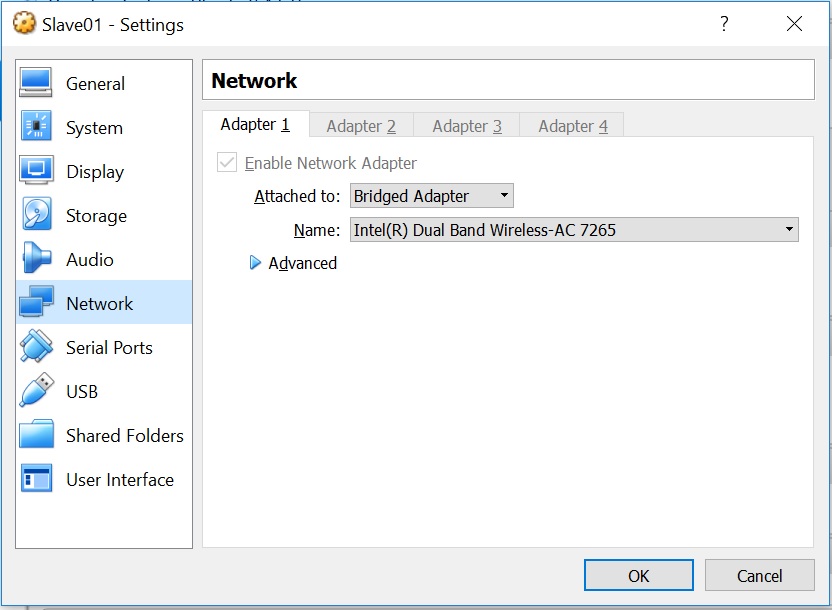 Slave01 - Settings
?
General
System
Display
Storage
Audio
Network
Serial Ports
USB
Shared Folders
User Interface
Network
Adapter 1 Adapter 2 Adapter 3 Adapter 4
Enable Network Adapter
Attached to: Bridged Adapter
Name: Intel(R) Dual Band Wireless-AC 7265
Advanced
OK Cancel